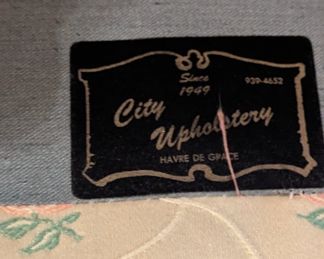 Since
1949
939-4652
City
Upholstery
HAVRE DE GRACE